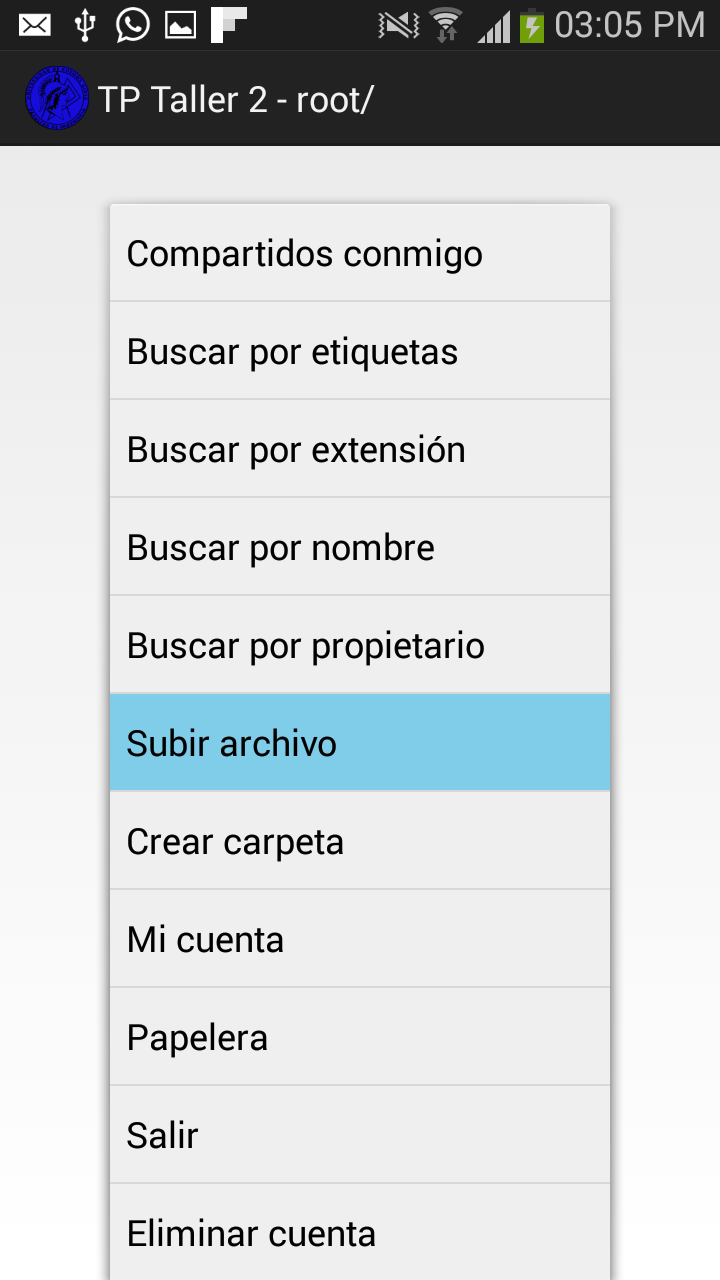 03:05 PM
TP Taller 2 - root/
Compartidos conmigo
Buscar por etiquetas
Buscar por extensión
Buscar por nombre
Buscar por propietario
Subir archivo
Crear carpeta
Mi cuenta
Papelera
Salir
Eliminar cuenta